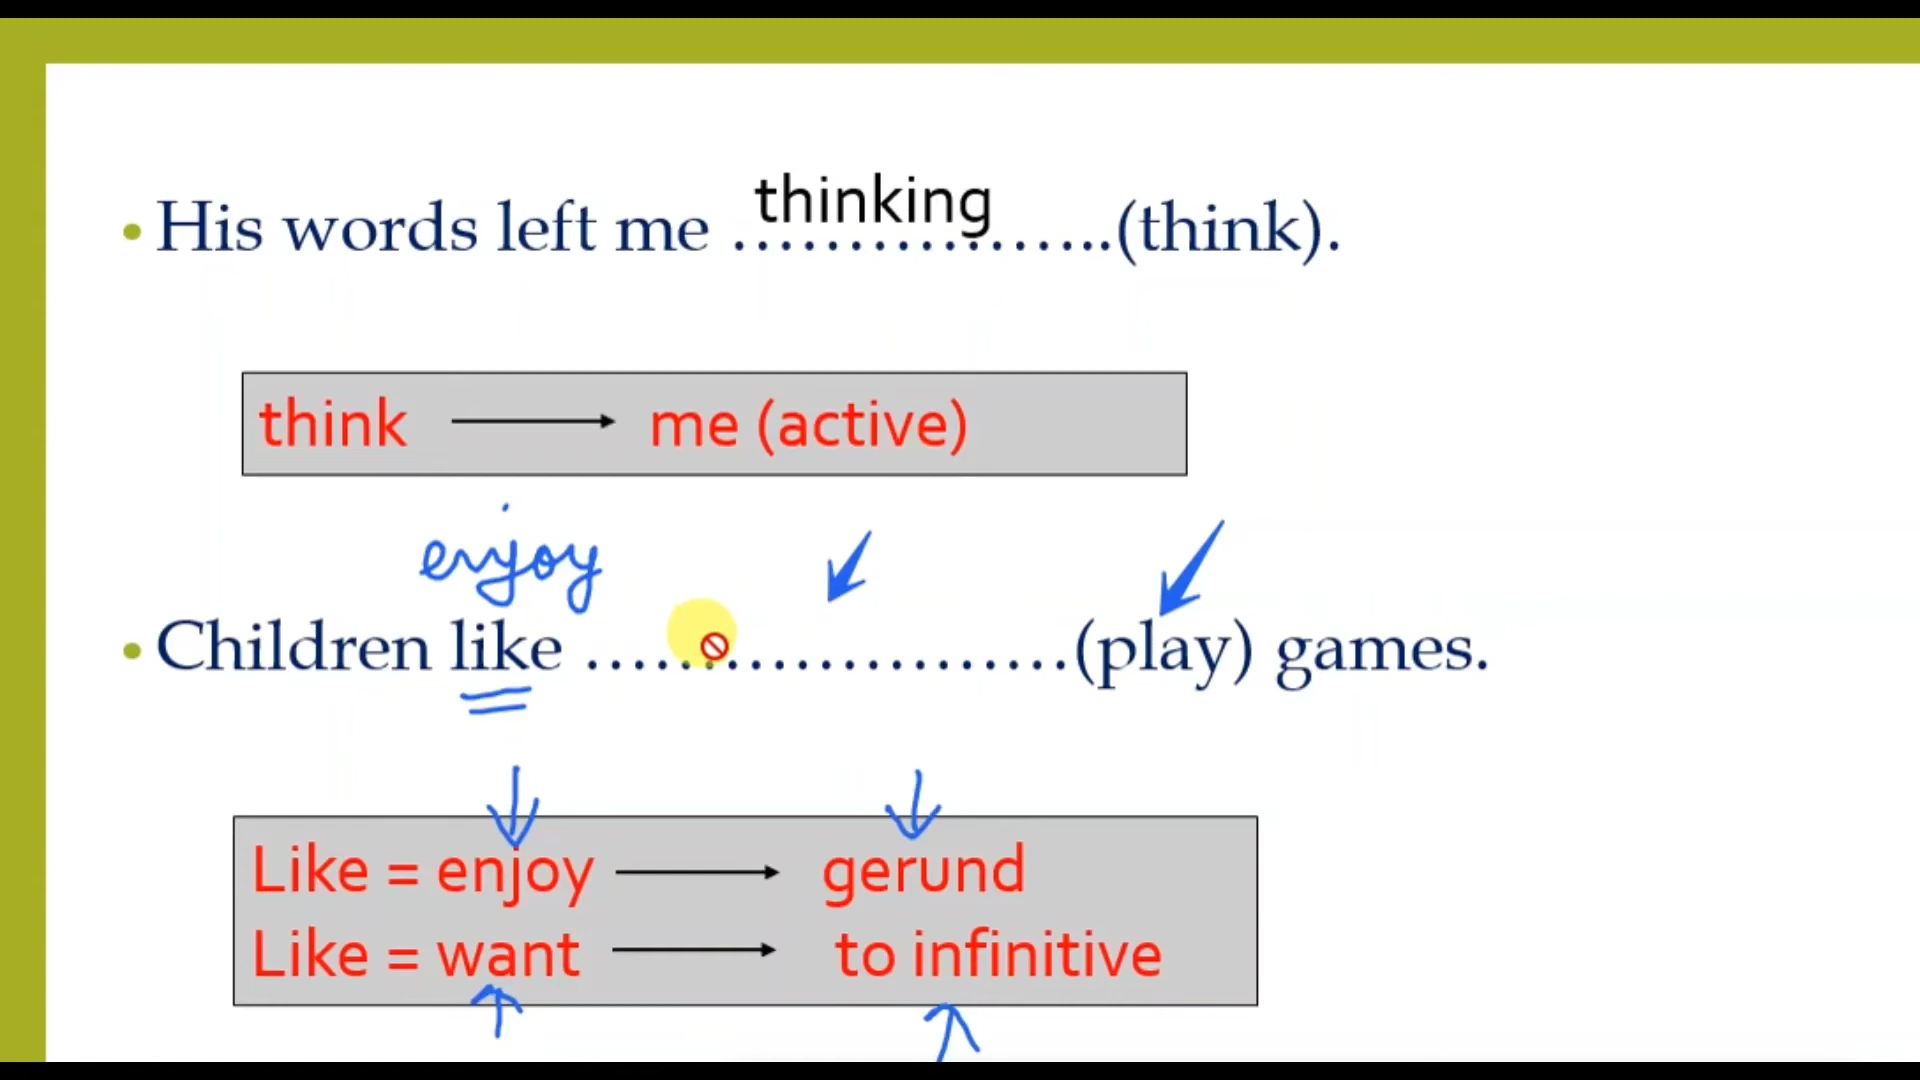 thinking
• His words left me ……………..(think).
think → me (active)
enjoy
• Children like …………………(play) games.
Like = enjoy → gerund
Like = want → to infinitive